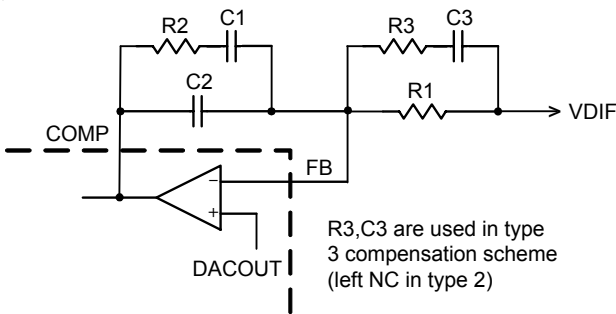 R2
C1
R3
C3
C2
R1
VDIF
COMP
FB
−
+
DACOUT
R3,C3 are used in type
3 compensation scheme
(left NC in type 2)